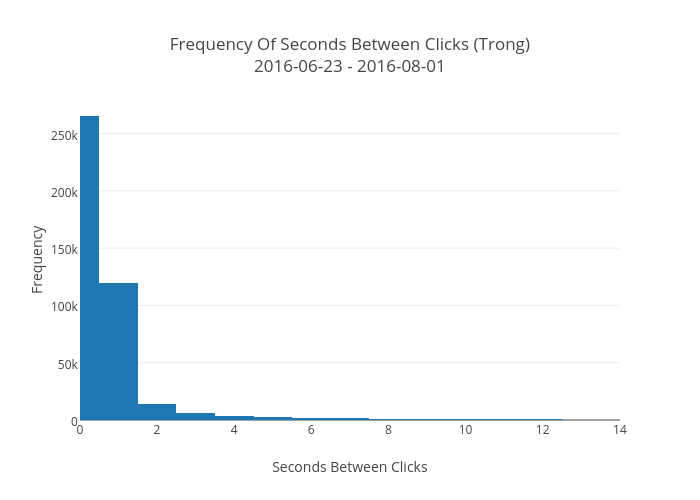 Frequency Of Seconds Between Clicks (Trong)
2016-06-23 - 2016-08-01
250k
200k
150k
100k
50k
0
Frequency
0 2 4 6 8 10 12 14
Seconds Between Clicks